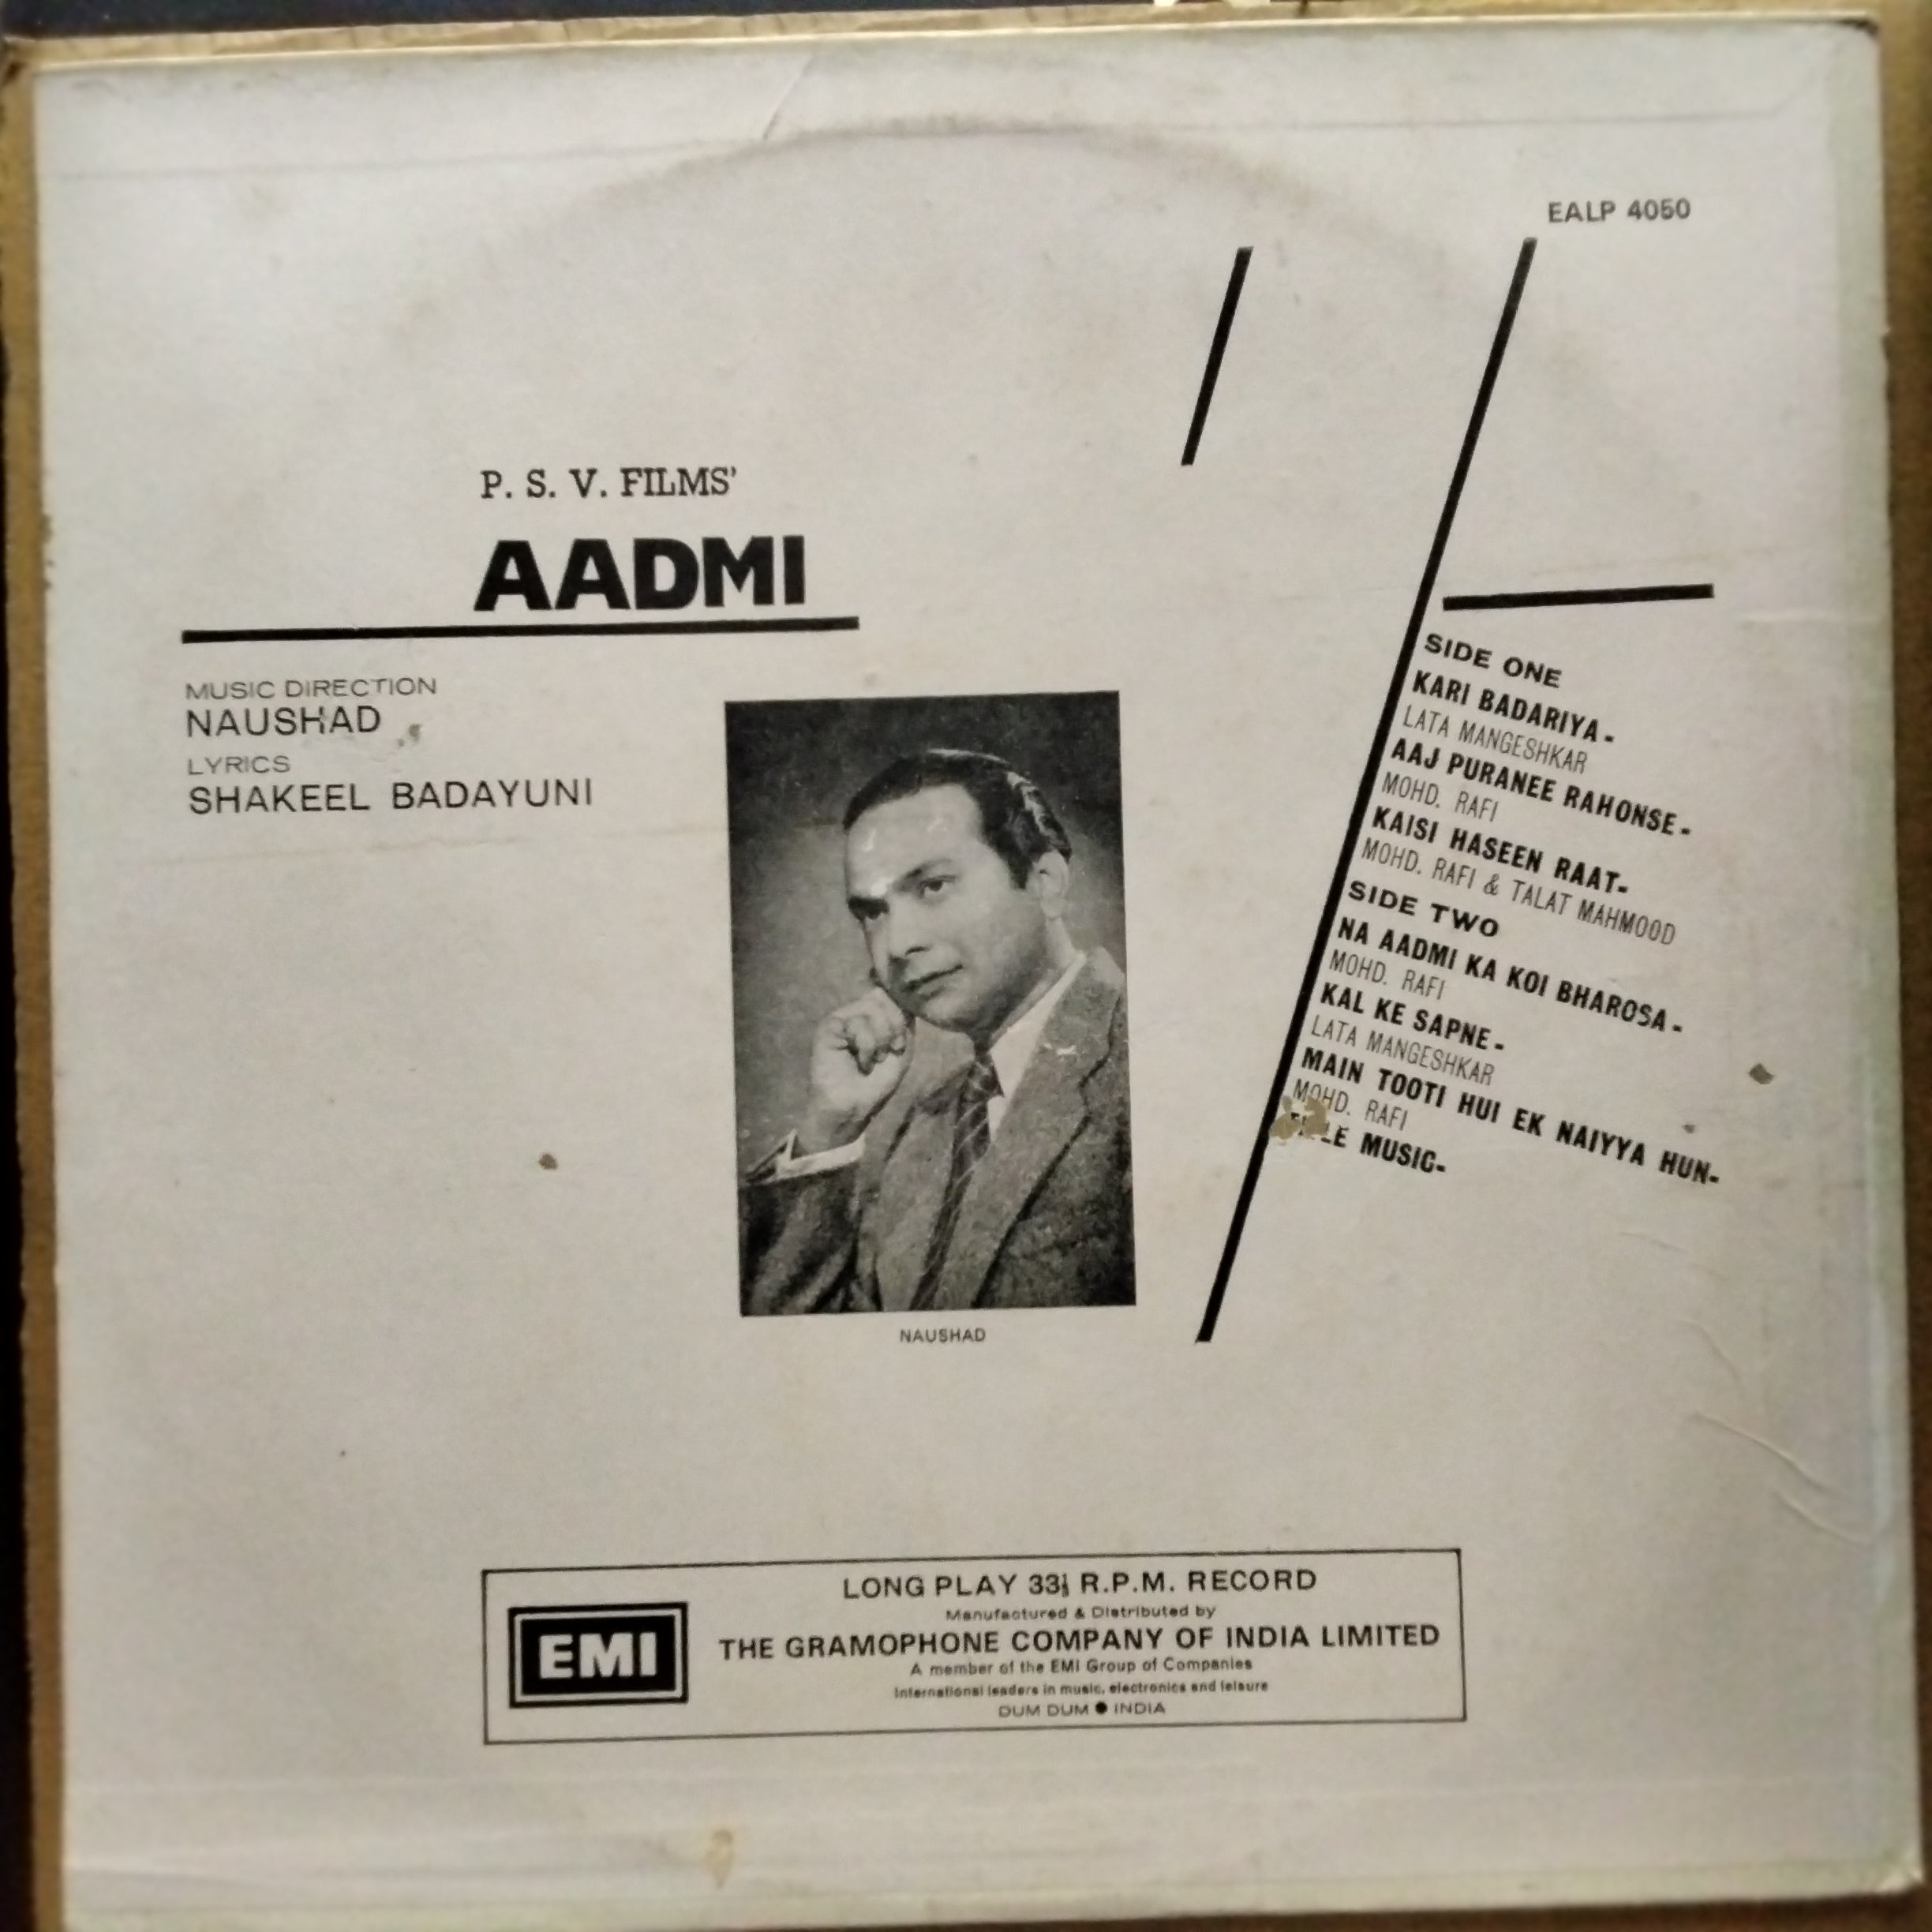 EALP 4050
P. S. V. FILMS'
AADMI
MUSIC DIRECTION
NAUSHAD
LYRICS
SHAKEEL BADAYUNI
NAUSHAD
SIDE ONE
KARI BADARIYA-
LATA MANGESHKAR
AAJ PURANEE RAHONSE-
MOHD. RAFI
KAISI HASEEN RAAT-
MOHD. RAFI & TALAT MAHMOOD
SIDE TWO
NA AADMI KA KOI BHAROSA-
MOHD. RAFI
KAL KE SAPNE-
LATA MANGESHKAR
MAIN TOOTI HUI EK NAIYYA HUN-
MOHD. RAFI
MUSIC-
EMI
LONG PLAY 33⅓ R.P.M. RECORD
Manufactured & Distributed by
THE GRAMOPHONE COMPANY OF INDIA LIMITED
A member of the EMI Group of Companies
International leaders in music, electronics and leisure
DUM DUM ● INDIA